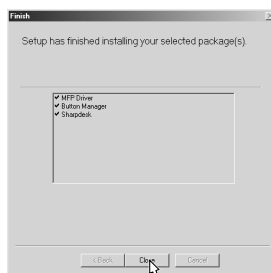 Finish
Setup has finished installing your selected package(s).
MFP Driver
Button Manager
Sharpdesk
< Back Close Cancel